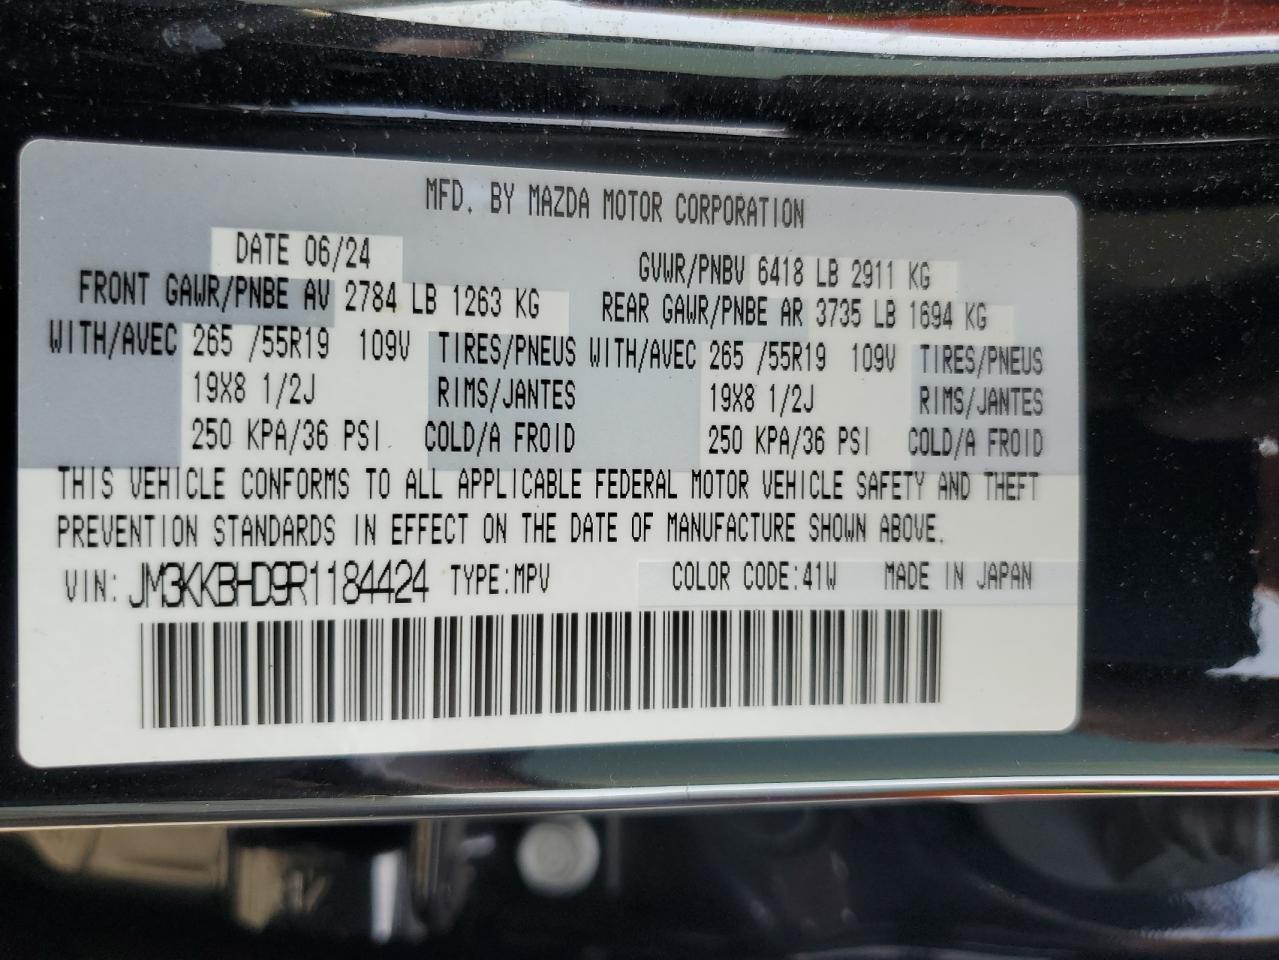 MFD. BY MAZDA MOTOR CORPORATION
DATE 06/24 GVWR/PNBV 6418 LB 2911 KG
FRONT GAWR/PNBE AV 2784 LB 1263 KG REAR GAWR/PNBE AR 3735 LB 1694 KG
WITH/AVEC 265 /55R19 109V TIRES/PNEUS WITH/AVEC 265 /55R19 109V TIRES/PNEUS
19X8 1/2J RIMS/JANTES 19X8 1/2J RIMS/JANTES
250 KPA/36 PSI COLD/A FROID 250 KPA/36 PSI COLD/A FROID
THIS VEHICLE CONFORMS TO ALL APPLICABLE FEDERAL MOTOR VEHICLE SAFETY AND THEFT
PREVENTION STANDARDS IN EFFECT ON THE DATE OF MANUFACTURE SHOWN ABOVE.
VIN: JM3KKBHD9R1184424 TYPE:MPV COLOR CODE:41W MADE IN JAPAN